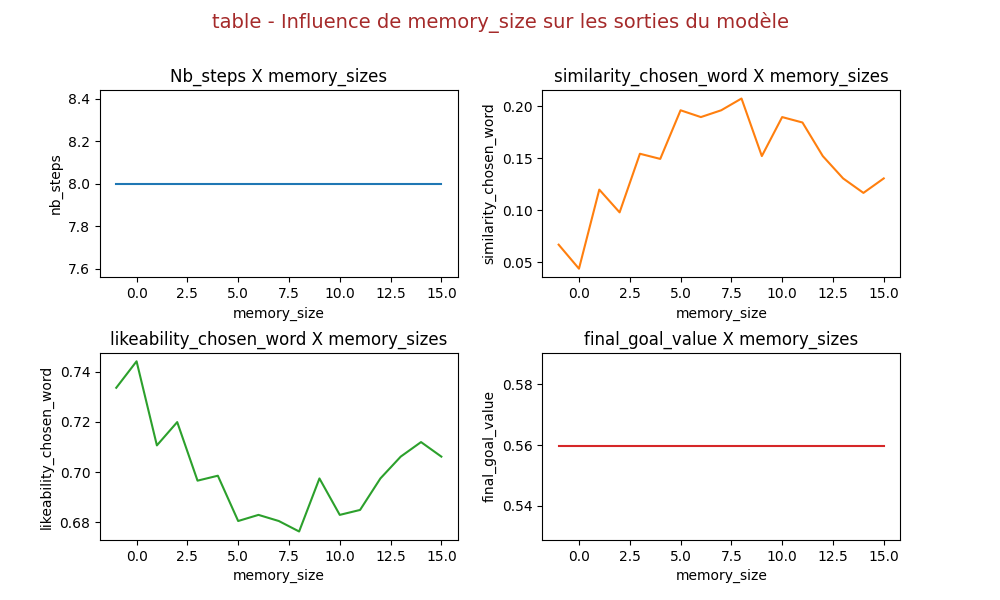 table - Influence de memory_size sur les sorties du modèle
Nb_steps X memory_sizes
nb_steps
8.4
8.2
8.0
7.8
7.6
0.0 2.5 5.0 7.5 10.0 12.5 15.0
memory_size
similarity_chosen_word X memory_sizes
similarity_chosen_word
0.20
0.15
0.10
0.05
0.0 2.5 5.0 7.5 10.0 12.5 15.0
memory_size
likeability_chosen_word X memory_sizes
likeability_chosen_word
0.74
0.72
0.70
0.68
0.0 2.5 5.0 7.5 10.0 12.5 15.0
memory_size
final_goal_value X memory_sizes
final_goal_value
0.58
0.56
0.54
0.0 2.5 5.0 7.5 10.0 12.5 15.0
memory_size